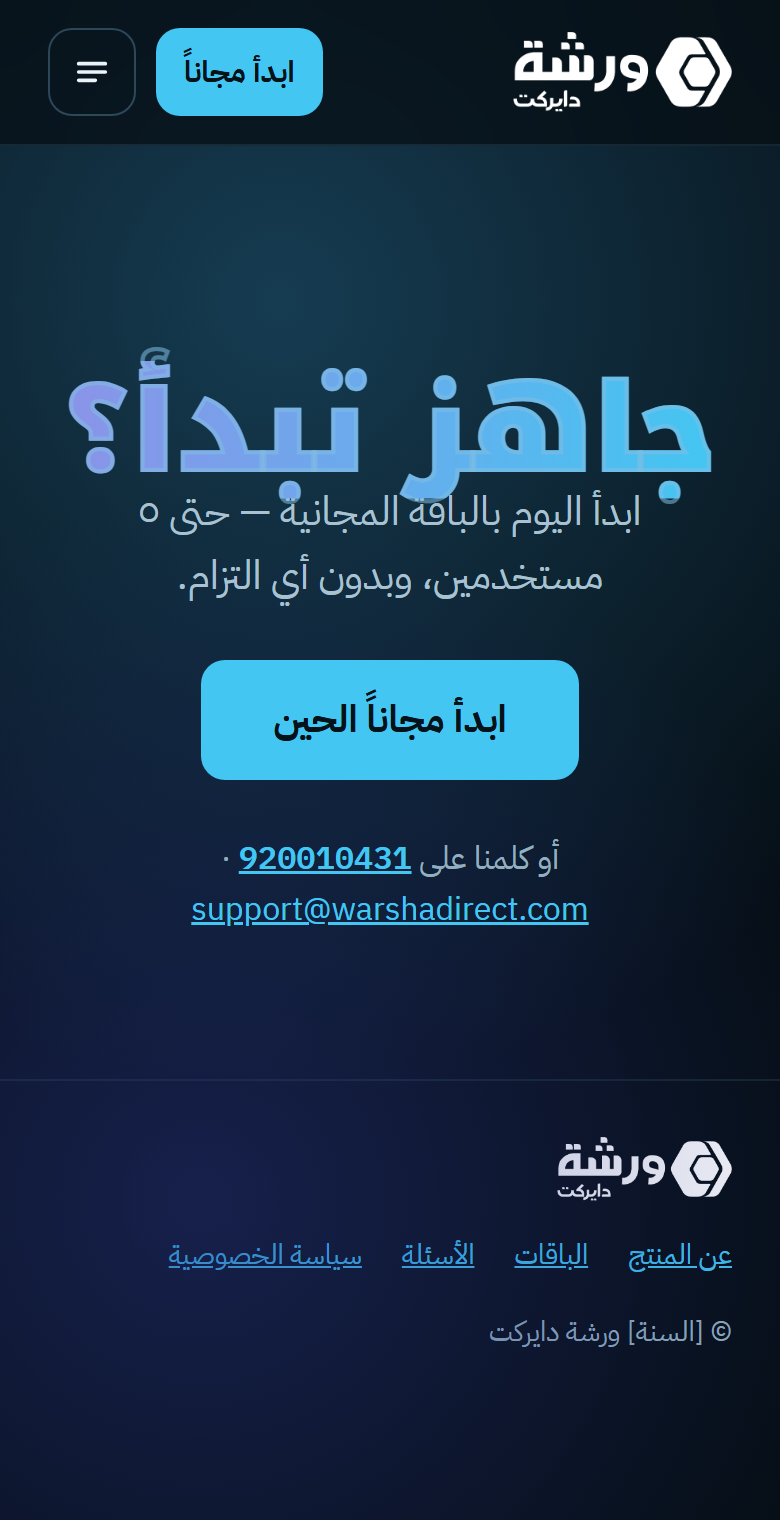 ورشة
دايركت
ابدأ مجاناً
جاهز تبدأ؟
ابدأ اليوم بالباقة المجانية — حتى ٥
مستخدمين، وبدون أي التزام.
ابدأ مجاناً الحين
أو كلمنا على 920010431 ·
support@warshadirect.com
ورشة
دايركت
عن المنتج
الباقات
الأسئلة
سياسة الخصوصية
© [السنة] ورشة دايركت